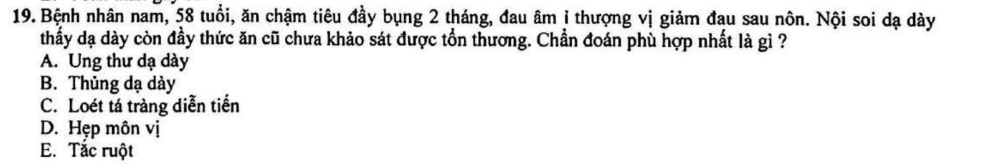 19. Bệnh nhân nam, 58 tuổi, ăn chậm tiêu đầy bụng 2 tháng, đau âm ỉ thượng vị giảm đau sau nôn. Nội soi dạ dày
thấy dạ dày còn đầy thức ăn cũ chưa khảo sát được tổn thương. Chẩn đoán phù hợp nhất là gì ?
A. Ung thư dạ dày
B. Thủng dạ dày
C. Loét tá tràng diễn tiến
D. Hẹp môn vị
E. Tắc ruột